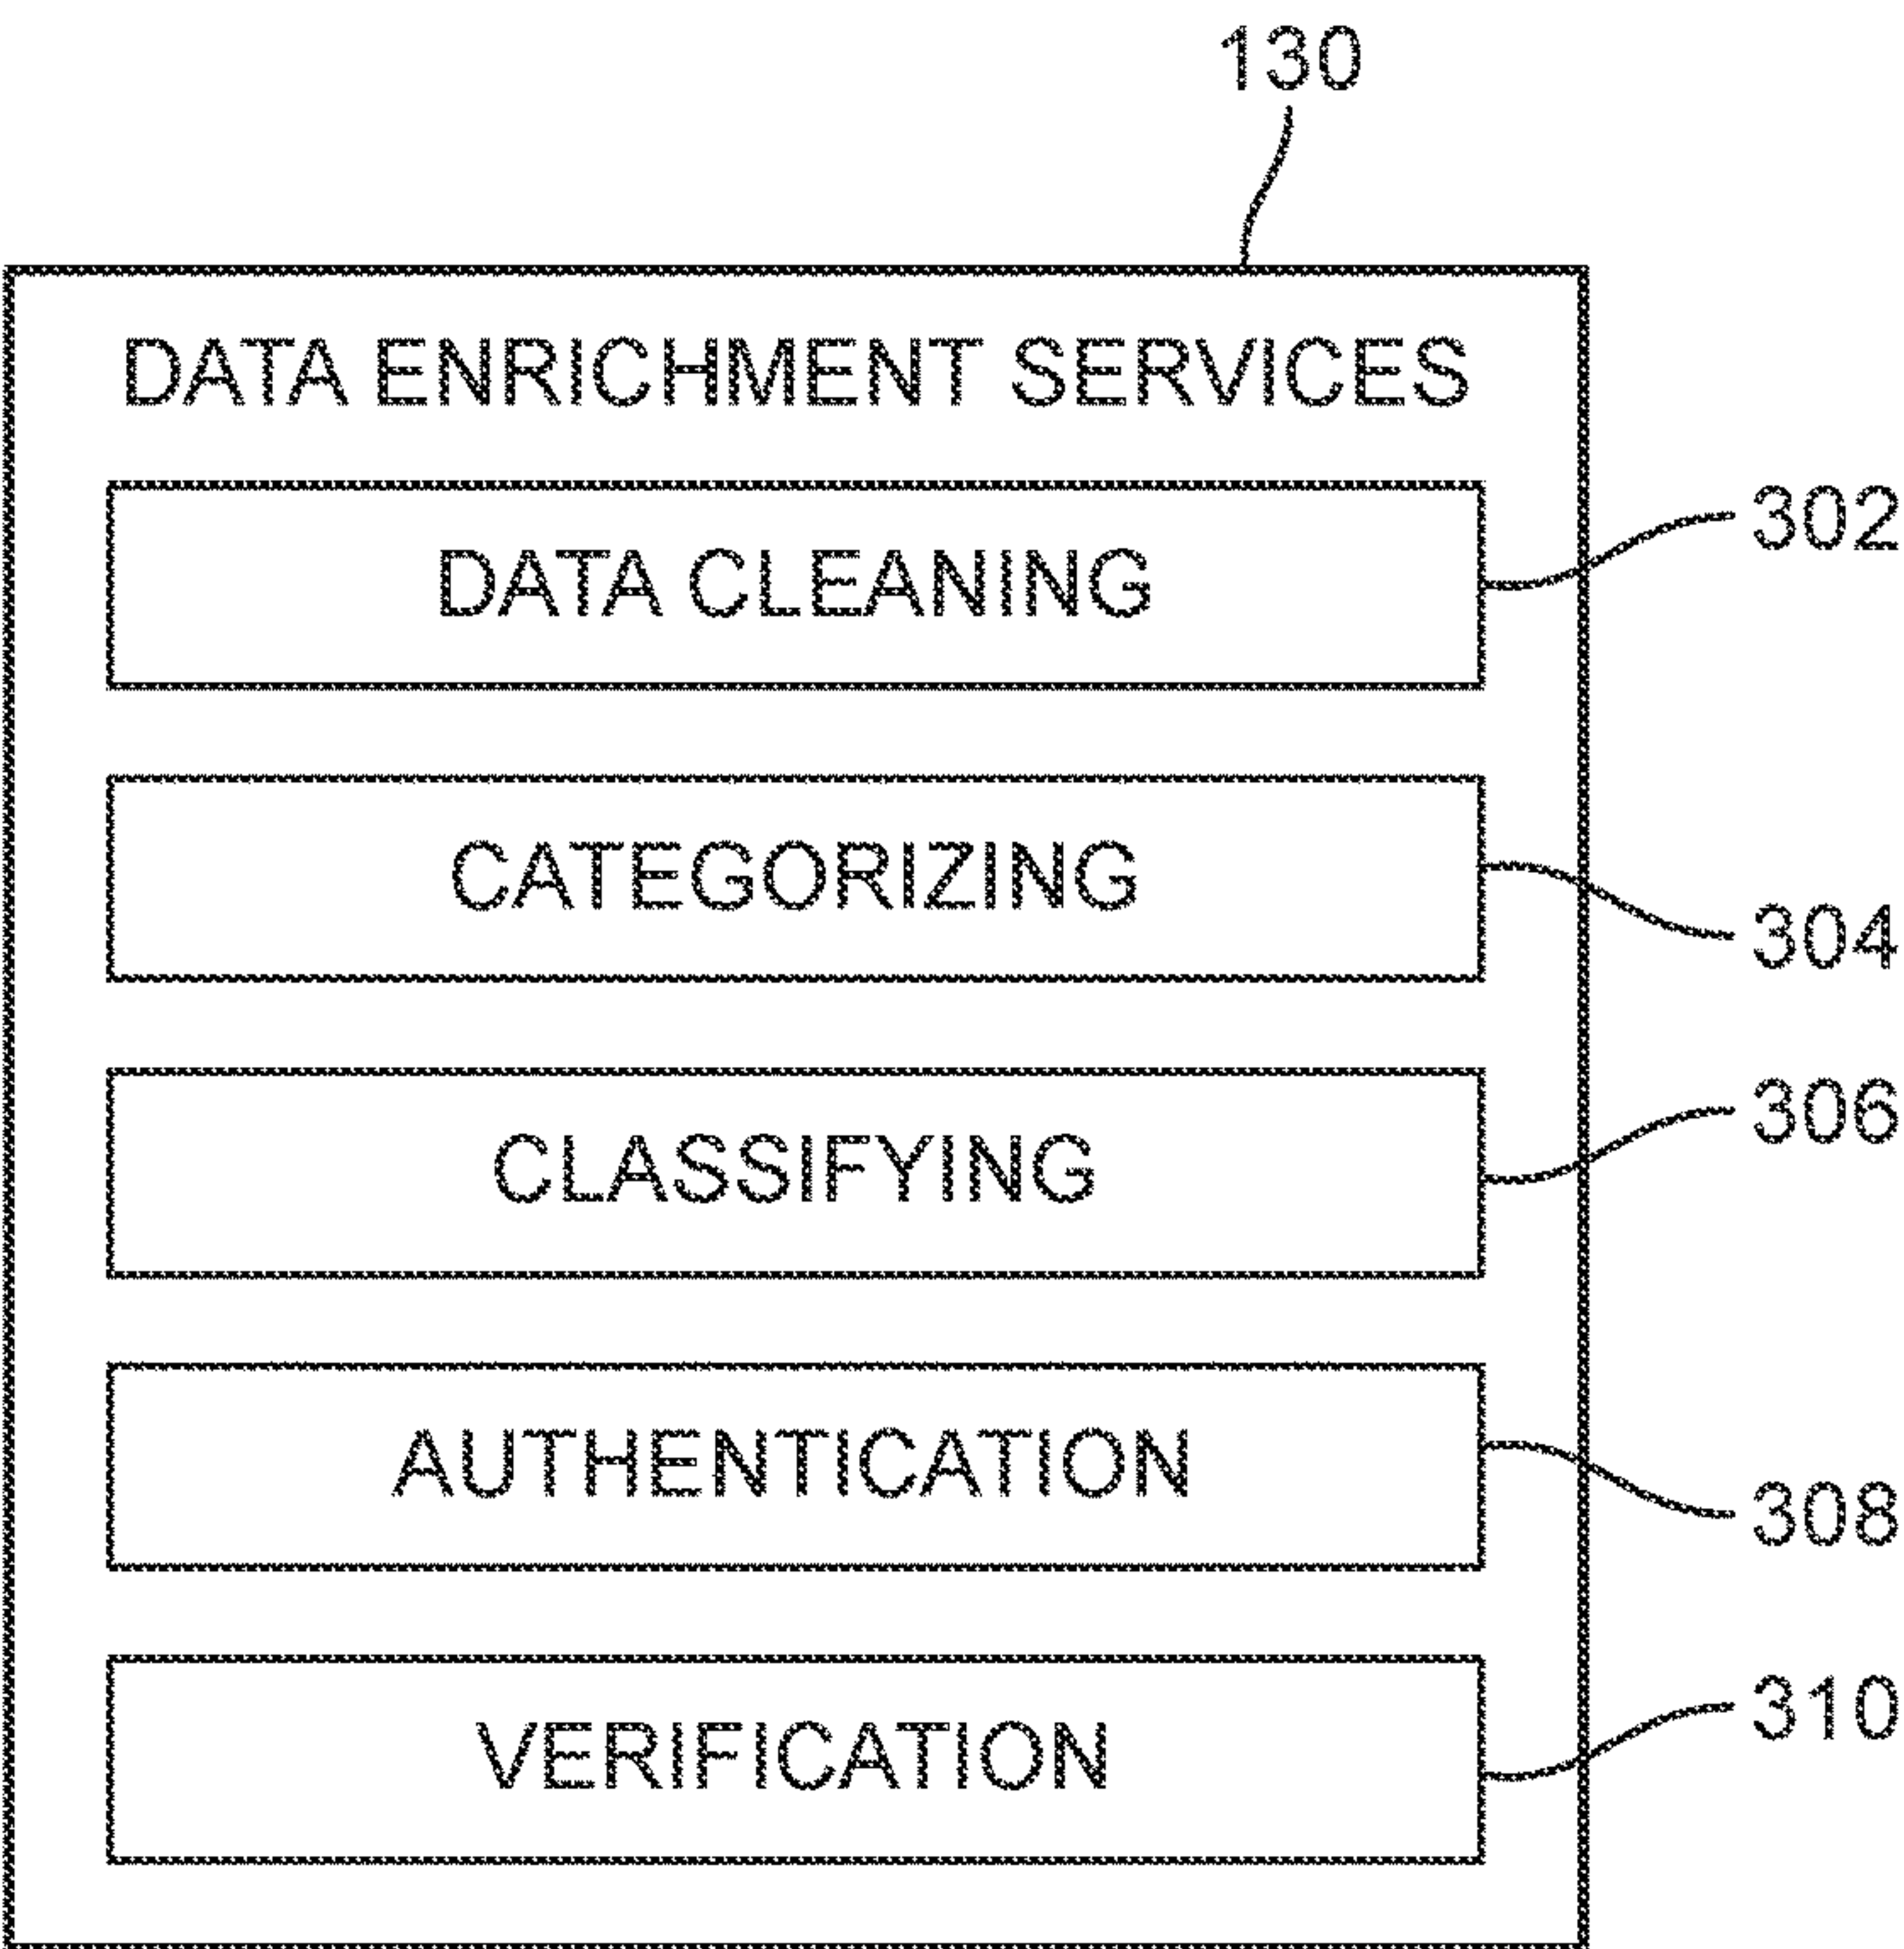 130
DATA ENRICHMENT SERVICES
DATA CLEANING
302
CATEGORIZING
304
CLASSIFYING
306
AUTHENTICATION
308
VERIFICATION
310